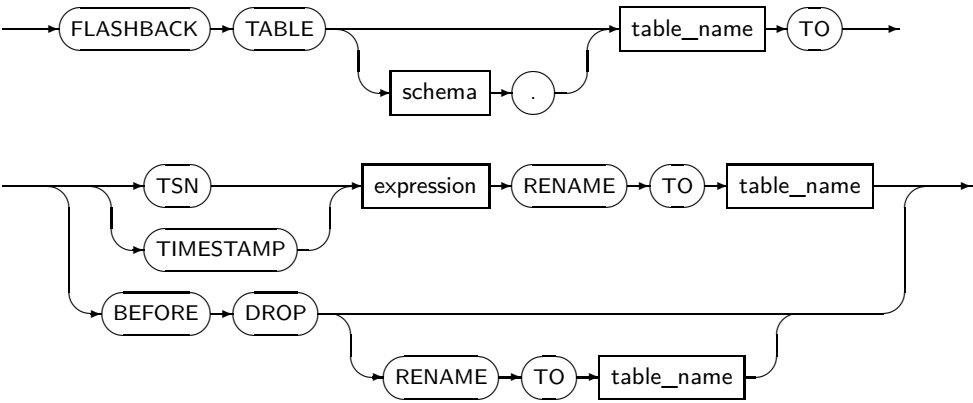 FLASHBACK TABLE table_name TO
schema .
TSN expression RENAME TO table_name
TIMESTAMP
BEFORE DROP
RENAME TO table_name